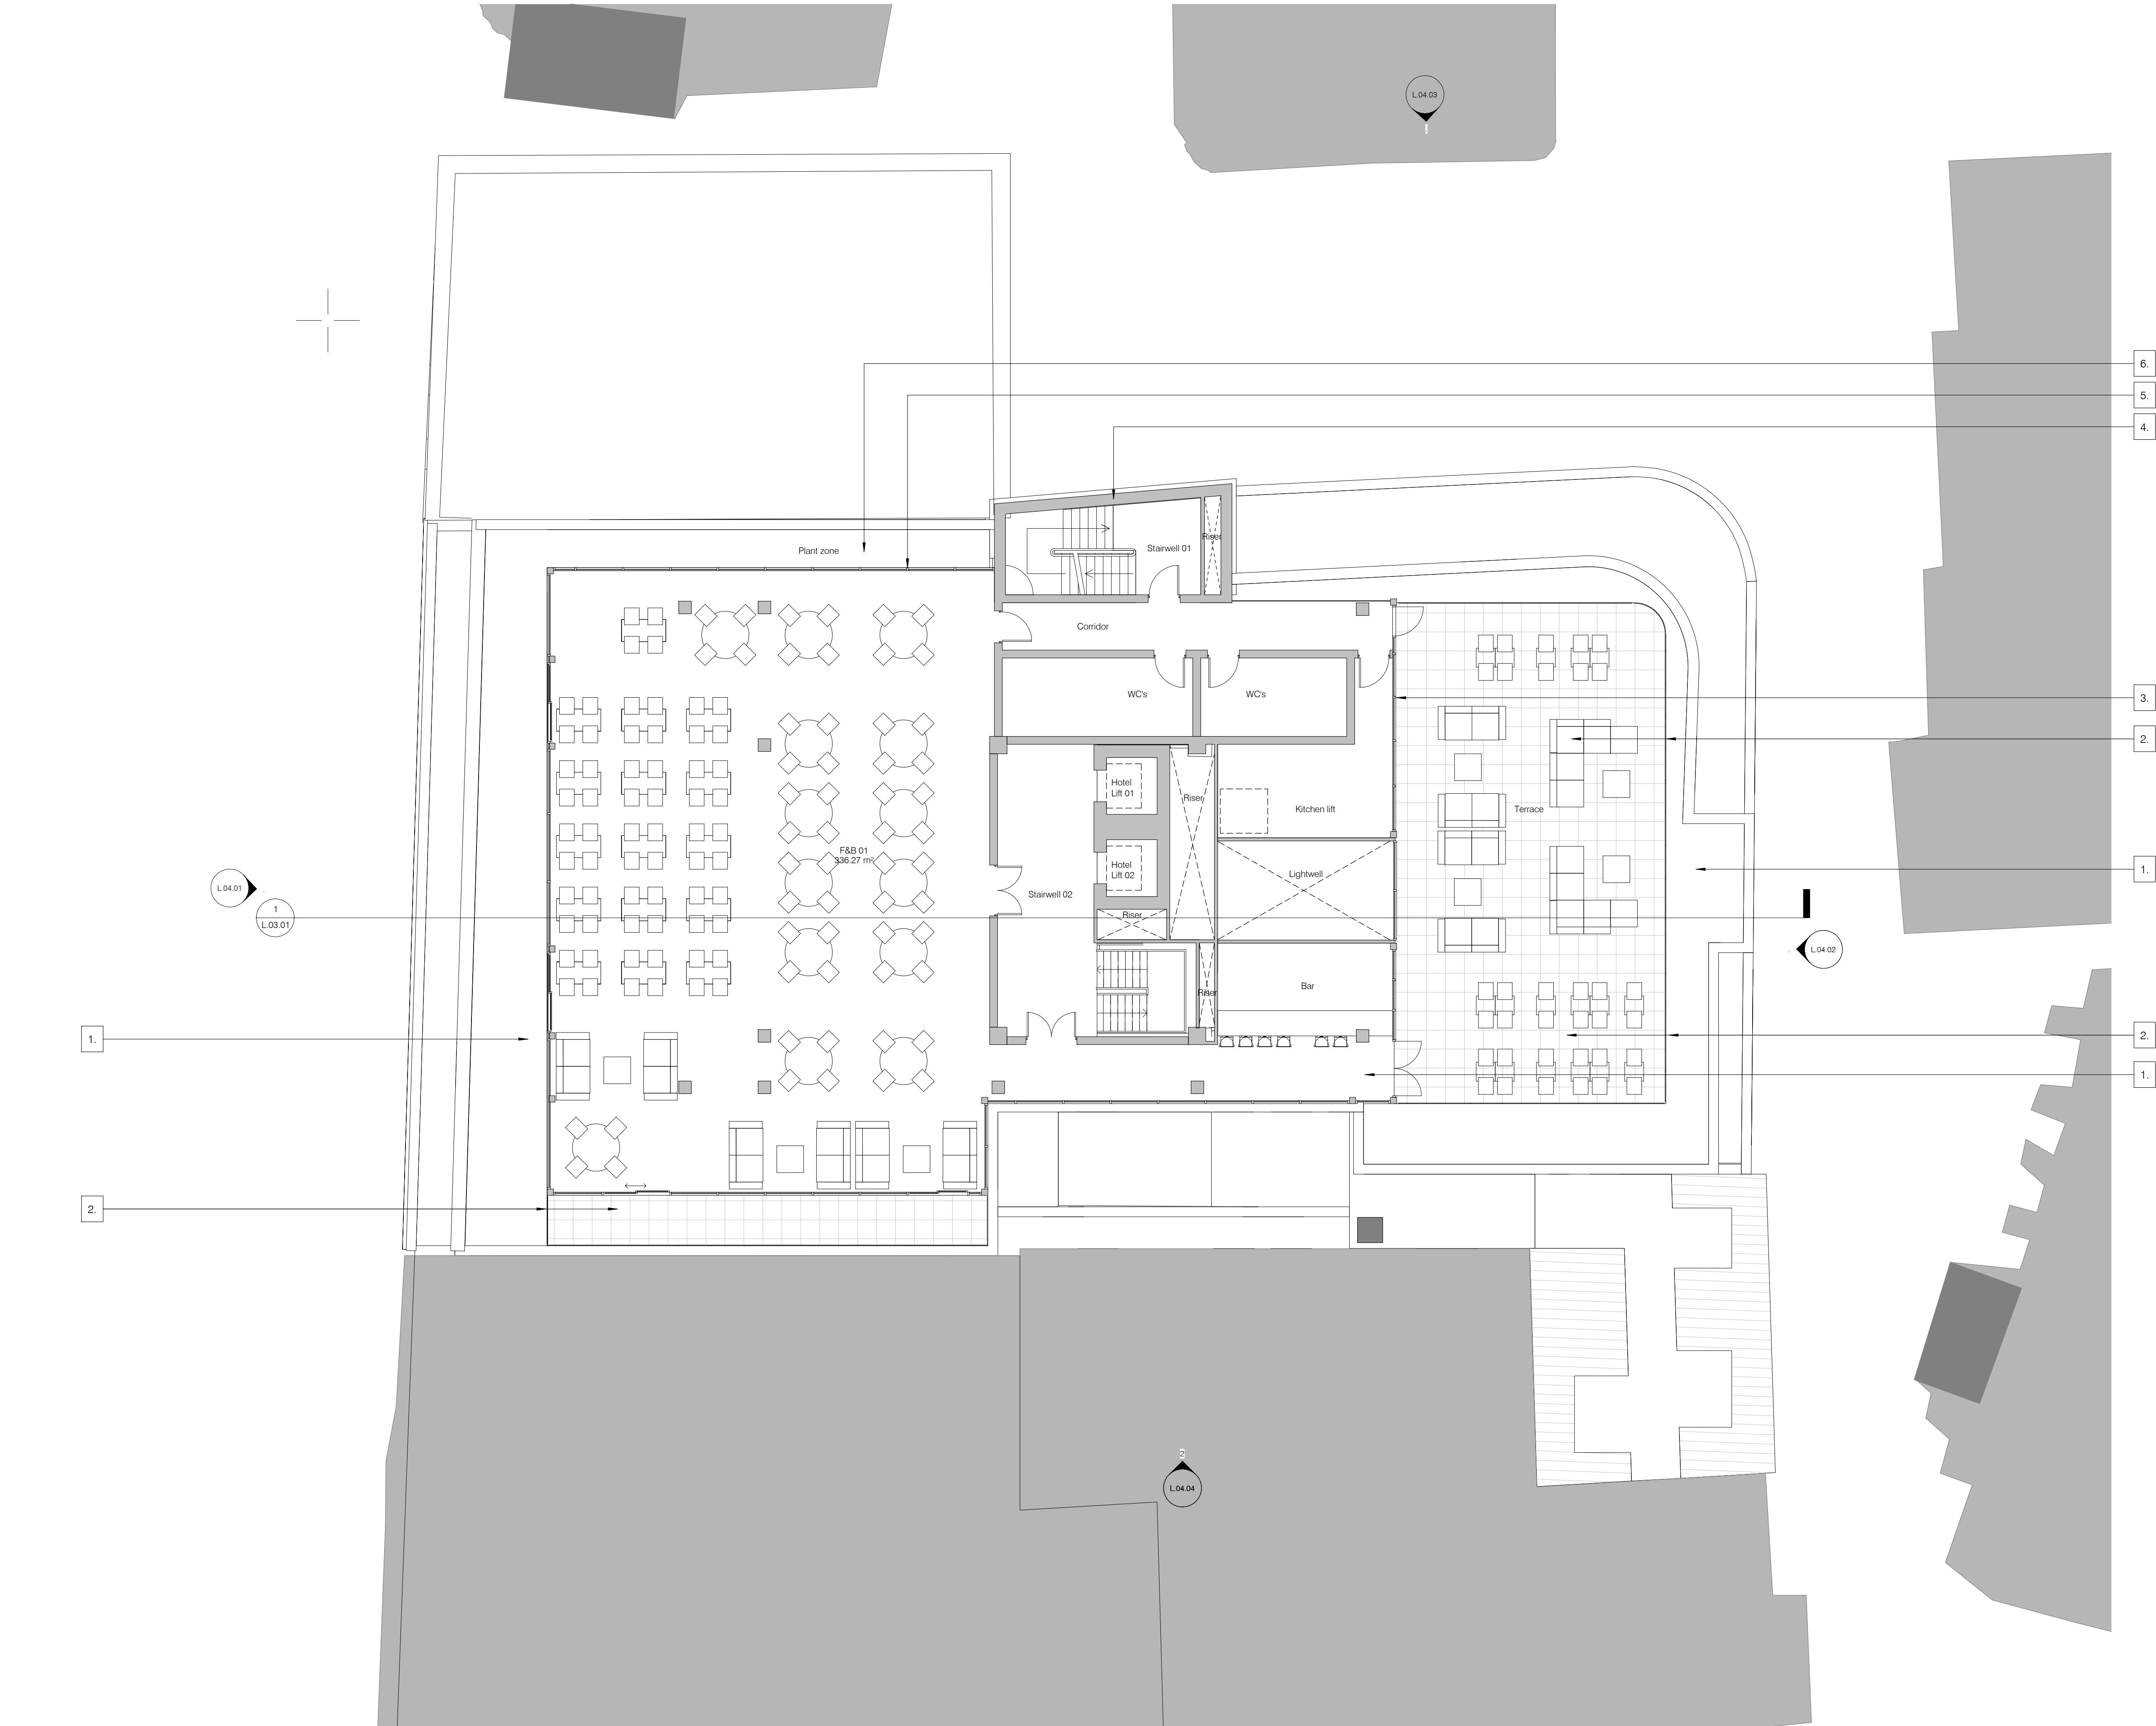 L.04.03
1
6.
5.
4.
Plant zone
Stairwell 01
Riser
Corridor
WC's
WC's
3.
2.
Hotel
Lift 01
Riser
Kitchen lift
Terrace
F&B 01
336.27 m²
Hotel
Lift 02
Lightwell
1.
L.04.01
Stairwell 02
1
L.03.01
Riser
L.04.02
Bar
Riser
1.
2.
1.
2.
2
L.04.04